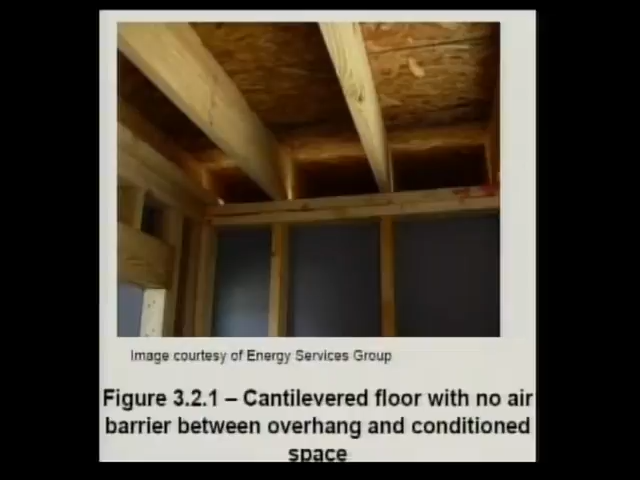 Image courtesy of Energy Services Group
Figure 3.2.1 – Cantilevered floor with no air
barrier between overhang and conditioned
space